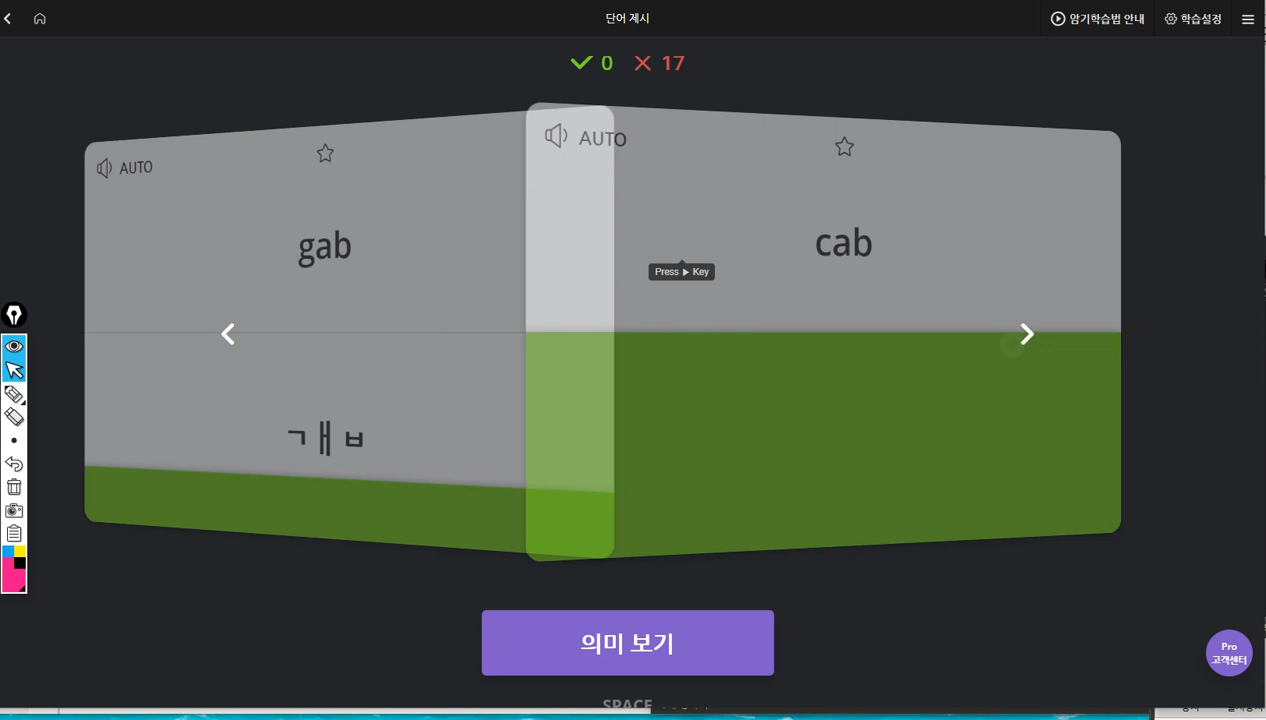 단어 제시
암기학습법 안내
학습설정
0
17
AUTO
AUTO
gab
cab
Press ▶ Key
ㄱㅐㅂ
의미 보기
Pro
고객센터
SPACE